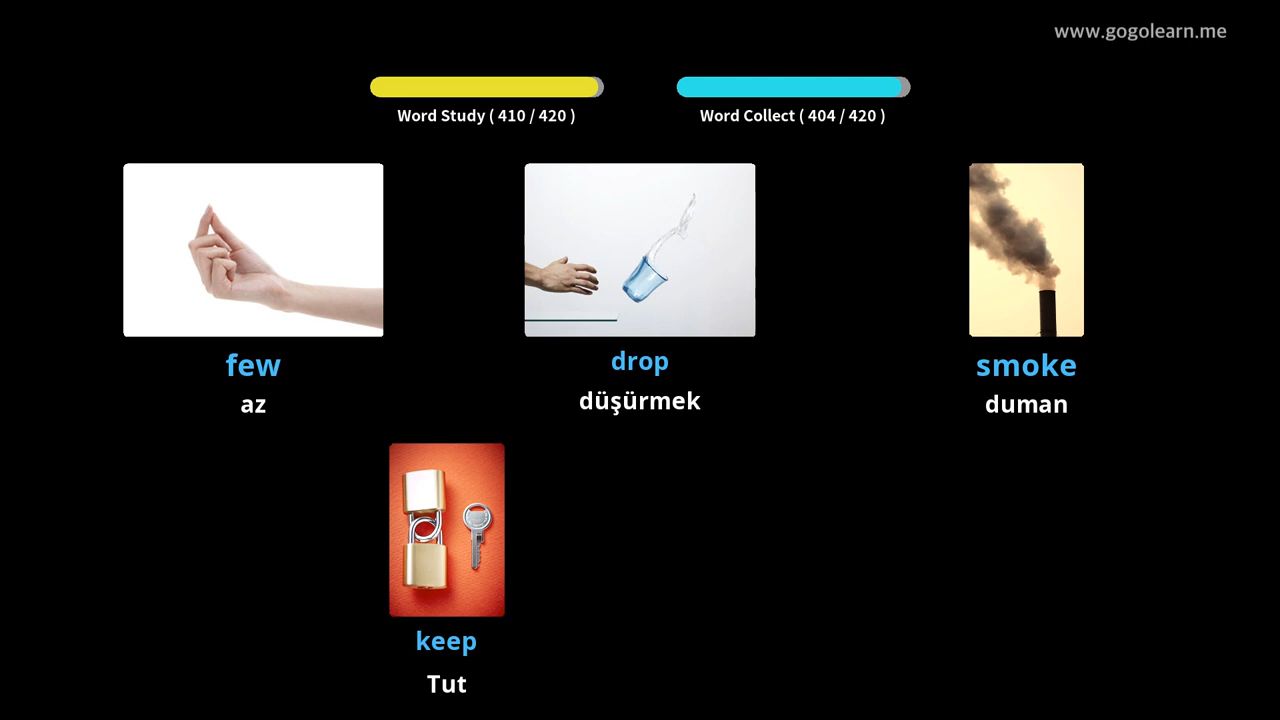 www.gogolearn.me
Word Study ( 410 / 420 )
Word Collect ( 404 / 420 )
few
az
drop
düşürmek
smoke
duman
keep
Tut